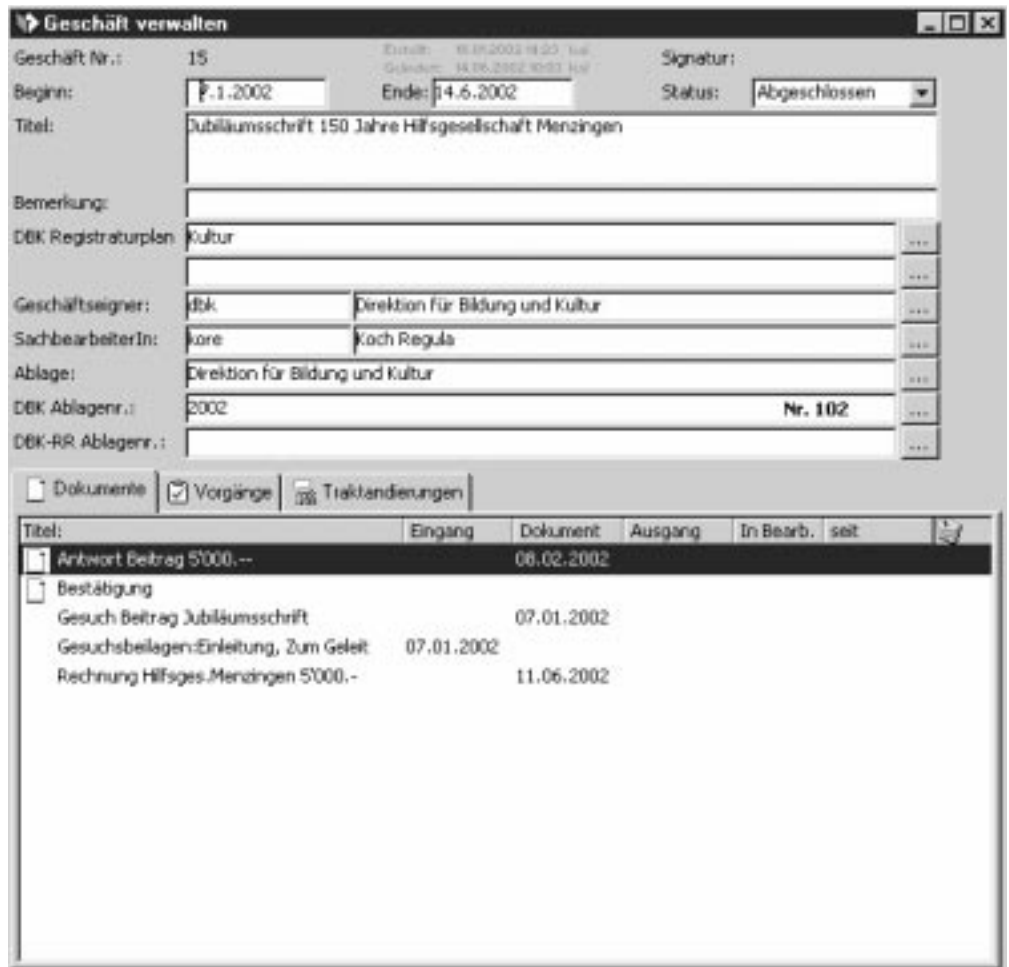 Geschäft verwalten
Geschäft Nr.: 15 Signatur:
Beginn: .1.2002 Ende: 14.6.2002 Status: Abgeschlossen
Titel: Jubiläumsschrift 150 Jahre Hilfsgesellschaft Menzingen
Bemerkung:
DBK Registraturplan Kultur
...
...
Geschäftseigner: dbk Direktion für Bildung und Kultur ...
SachbearbeiterIn: kore Koch Regula ...
Ablage: Direktion für Bildung und Kultur ...
DBK Ablagenr.: 2002 Nr. 102 ...
DBK-RR Ablagenr.: ...
Dokumente Vorgänge Traktandierungen
Titel: Eingang Dokument Ausgang In Bearb. seit
Antwort Beitrag 5'000.-- 08.02.2002
Bestätigung
Gesuch Beitrag Jubiläumsschrift 07.01.2002
Gesuchsbeilagen:Einleitung, Zum Geleit 07.01.2002
Rechnung Hilfsges.Menzingen 5'000.- 11.06.2002